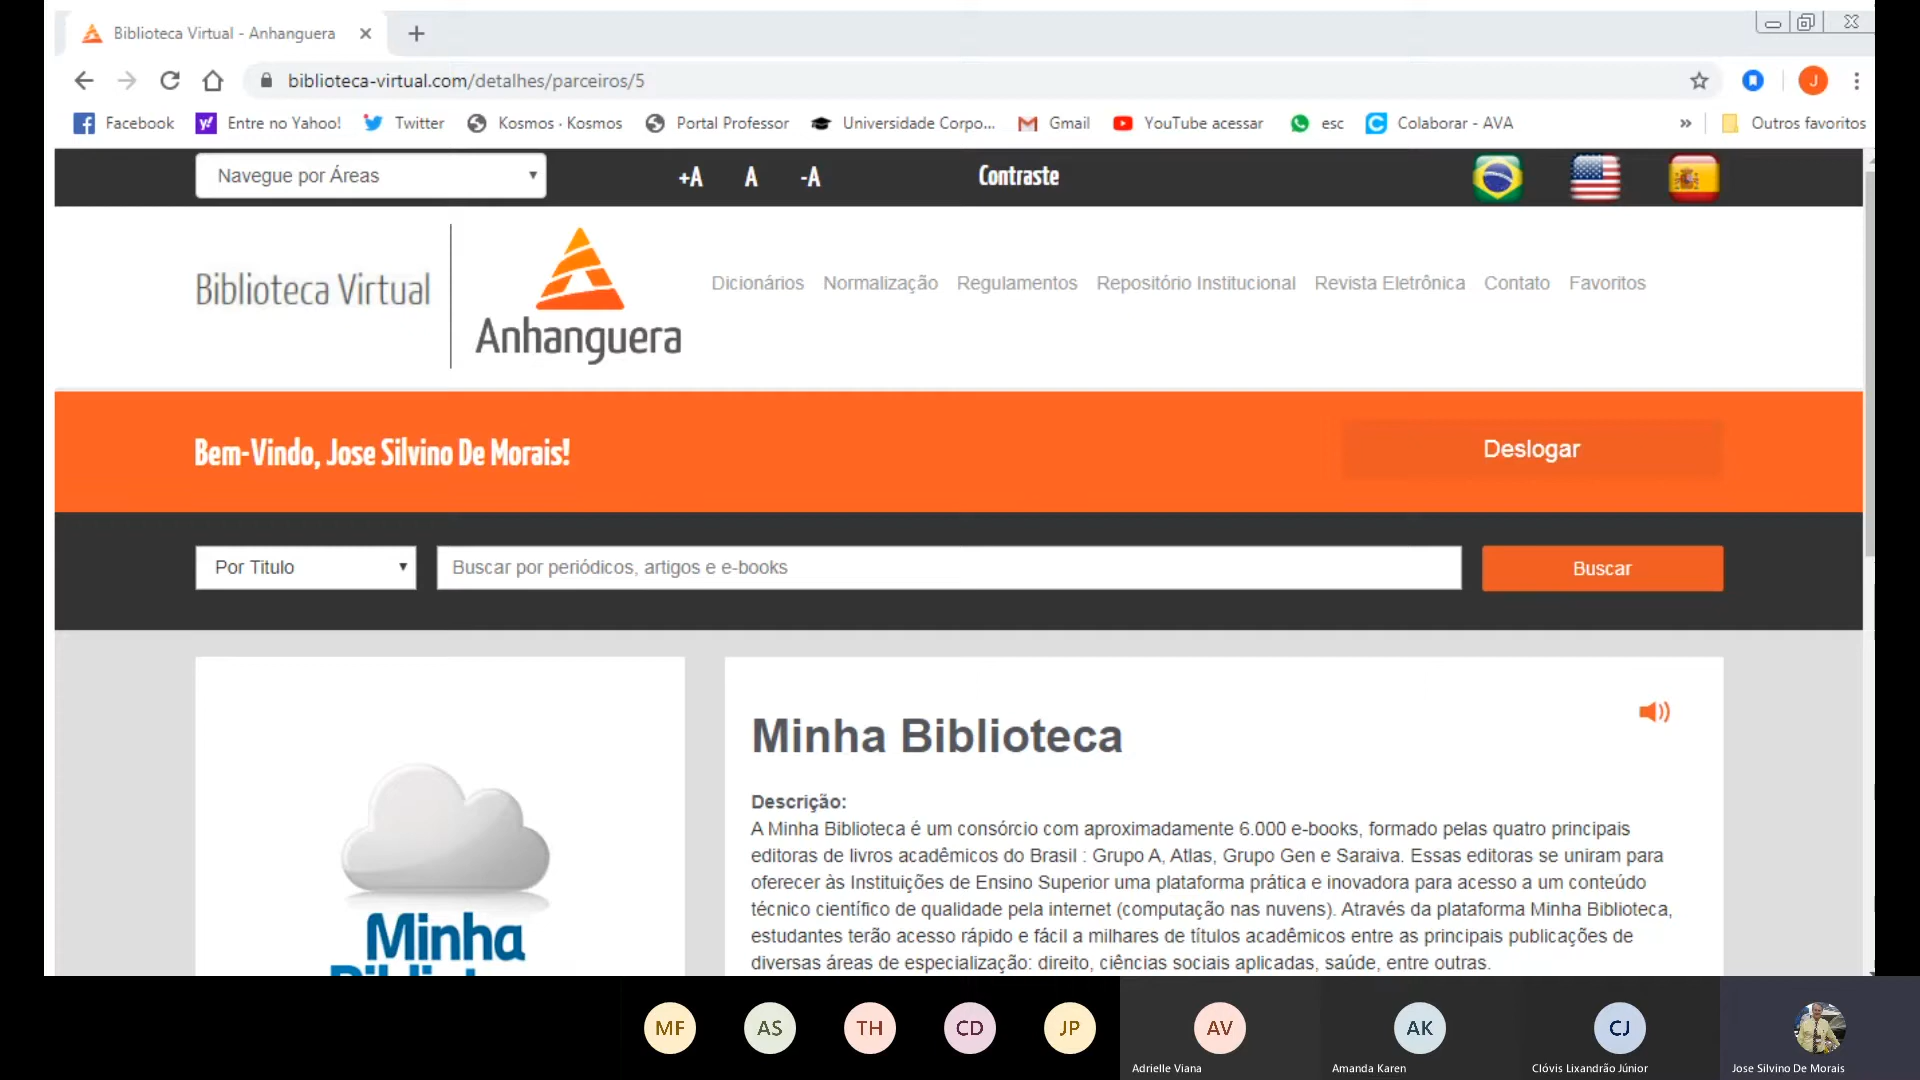 Biblioteca Virtual - Anhanguera
biblioteca-virtual.com/detalhes/parceiros/5
J
Facebook Entre no Yahoo! Twitter Kosmos · Kosmos Portal Professor Universidade Corpo... Gmail YouTube acessar esc Colaborar - AVA » Outros favoritos
Navegue por Áreas +A A -A Contraste
Biblioteca Virtual
Anhanguera
Dicionários Normalização Regulamentos Repositório Institucional Revista Eletrônica Contato Favoritos
Bem-Vindo, Jose Silvino De Morais!
Deslogar
Por Titulo Buscar por periódicos, artigos e e-books Buscar
Minha Biblioteca
Descrição:
A Minha Biblioteca é um consórcio com aproximadamente 6.000 e-books, formado pelas quatro principais
editoras de livros acadêmicos do Brasil : Grupo A, Atlas, Grupo Gen e Saraiva. Essas editoras se uniram para
oferecer às Instituições de Ensino Superior uma plataforma prática e inovadora para acesso a um conteúdo
técnico científico de qualidade pela internet (computação nas nuvens). Através da plataforma Minha Biblioteca,
estudantes terão acesso rápido e fácil a milhares de títulos acadêmicos entre as principais publicações de
diversas áreas de especialização: direito, ciências sociais aplicadas, saúde, entre outras.
Minha
MF AS TH CD JP AV AK CJ
Adrielle Viana Amanda Karen Clóvis Lixandrão Júnior Jose Silvino De Morais